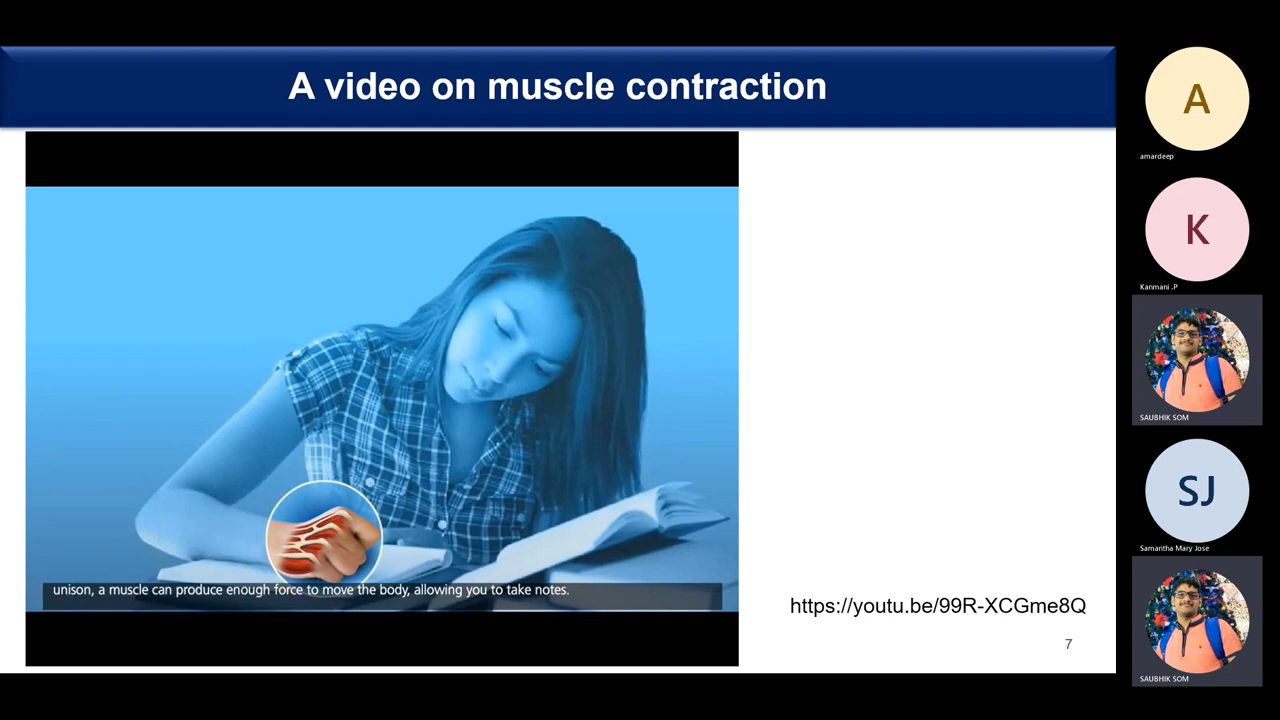 A video on muscle contraction
unison, a muscle can produce enough force to move the body, allowing you to take notes.
https://youtu.be/99R-XCGme8Q
7
A
amardeep
K
Kanmani .P
SAUBHIK SOM
SJ
Samantha Mary Jose
SAUBHIK SOM